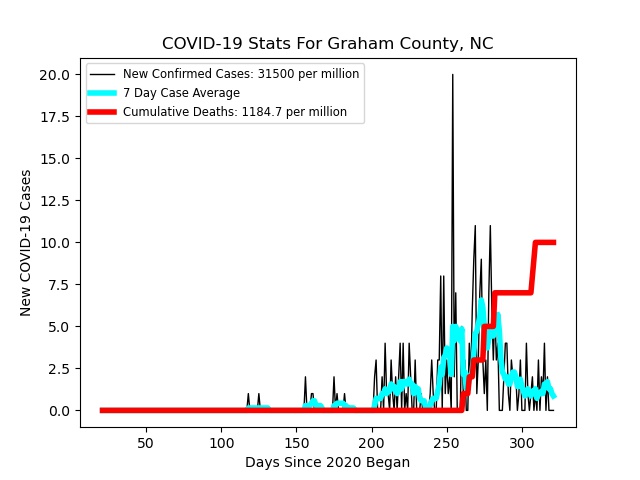 COVID-19 Stats For Graham County, NC
New Confirmed Cases: 31500 per million
7 Day Case Average
Cumulative Deaths: 1184.7 per million
New COVID-19 Cases
20.0
17.5
15.0
12.5
10.0
7.5
5.0
2.5
0.0
50 100 150 200 250 300
Days Since 2020 Began